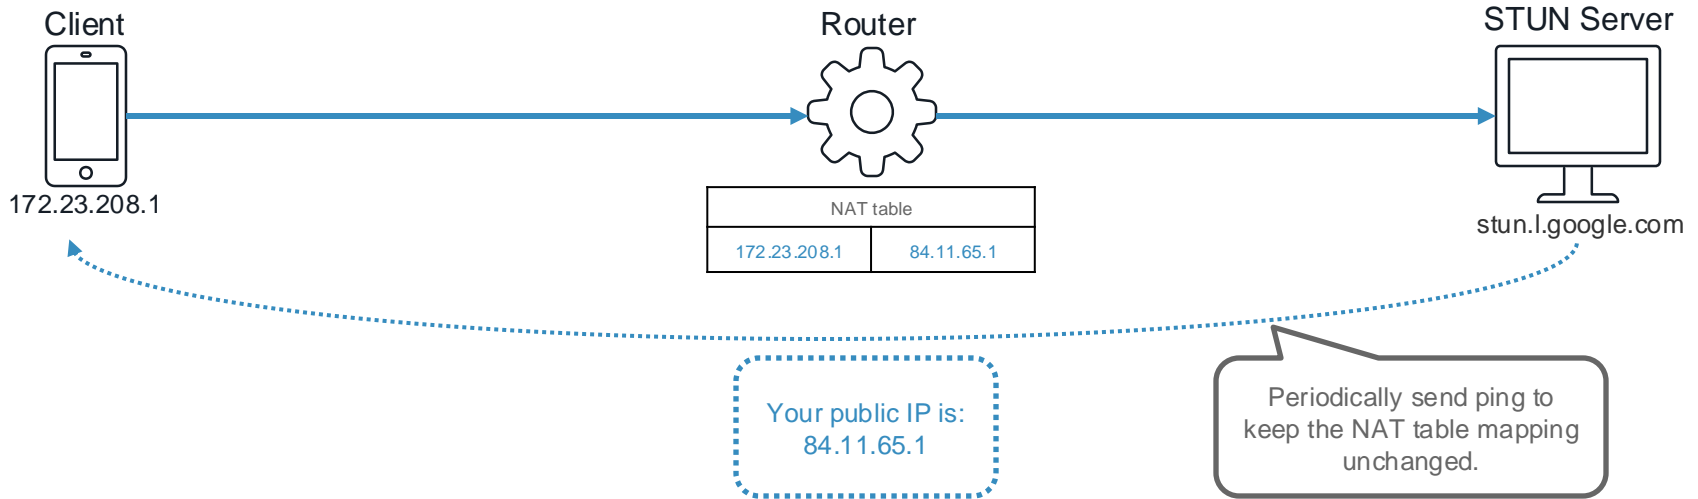 Client
Router
STUN Server
172.23.208.1
NAT table
172.23.208.1
84.11.65.1
stun.l.google.com
Your public IP is:
84.11.65.1
Periodically send ping to
keep the NAT table mapping
unchanged.